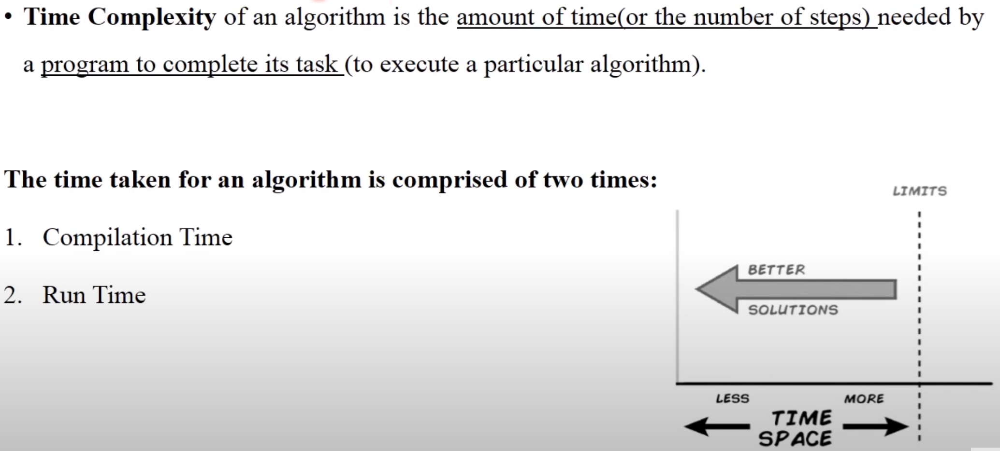 • Time Complexity of an algorithm is the amount of time(or the number of steps) needed by
a program to complete its task (to execute a particular algorithm).
The time taken for an algorithm is comprised of two times:
1. Compilation Time
2. Run Time
LIMITS
BETTER
SOLUTIONS
LESS
MORE
TIME
SPACE